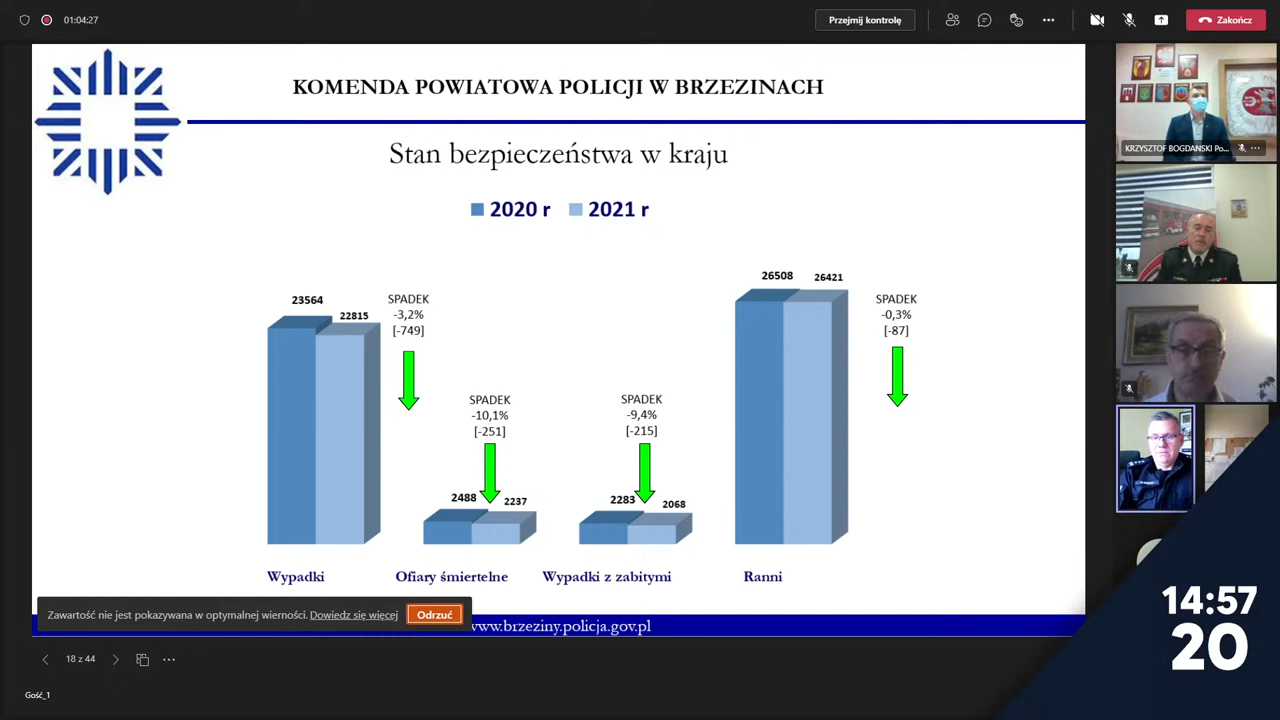 01:04:27
Przejmij kontrolę
Zakończ
KOMENDA POWIATOWA POLICJI W BRZEZINACH
Stan bezpieczeństwa w kraju
2020 r 2021 r
23564
22815
SPADEK
-3,2%
[-749]
SPADEK
-10,1%
[-251]
2488
2237
SPADEK
-9,4%
[-215]
2283
2068
26508
26421
SPADEK
-0,3%
[-87]
Wypadki Ofiary śmiertelne Wypadki z zabitymi Ranni
Zawartość nie jest pokazywana w optymalnej wierności. Dowiedz się więcej Odrzuć
www.brzeziny.policja.gov.pl
18 z 44
Gość_1
KRZYSZTOF BOGDANSKI Po...
14:57
20